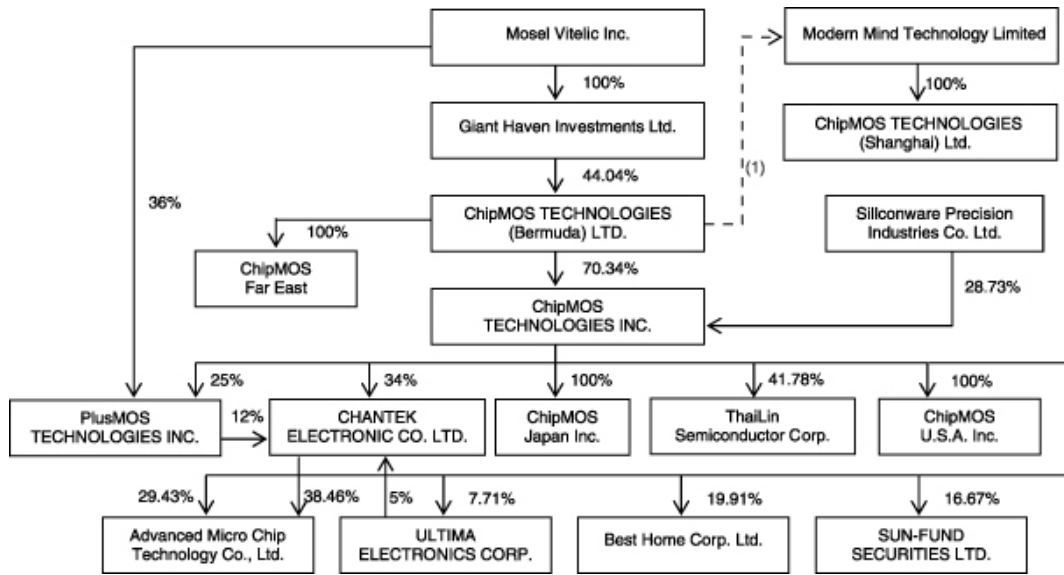 Mosel Vitelic Inc.
Modern Mind Technology Limited
100%
100%
Giant Haven Investments Ltd.
ChipMOS TECHNOLOGIES
(Shanghai) Ltd.
(1)
44.04%
36%
ChipMOS TECHNOLOGIES
(Bermuda) LTD.
Siliconware Precision
Industries Co. Ltd.
100%
ChipMOS
Far East
70.34%
28.73%
ChipMOS
TECHNOLOGIES INC.
25%
34%
100%
41.78%
100%
PlusMOS
TECHNOLOGIES INC.
12%
CHANTEK
ELECTRONIC CO. LTD.
ChipMOS
Japan Inc.
ThaiLin
Semiconductor Corp.
ChipMOS
U.S.A. Inc.
29.43%
38.46%
5%
7.71%
19.91%
16.67%
Advanced Micro Chip
Technology Co., Ltd.
ULTIMA
ELECTRONICS CORP.
Best Home Corp. Ltd.
SUN-FUND
SECURITIES LTD.